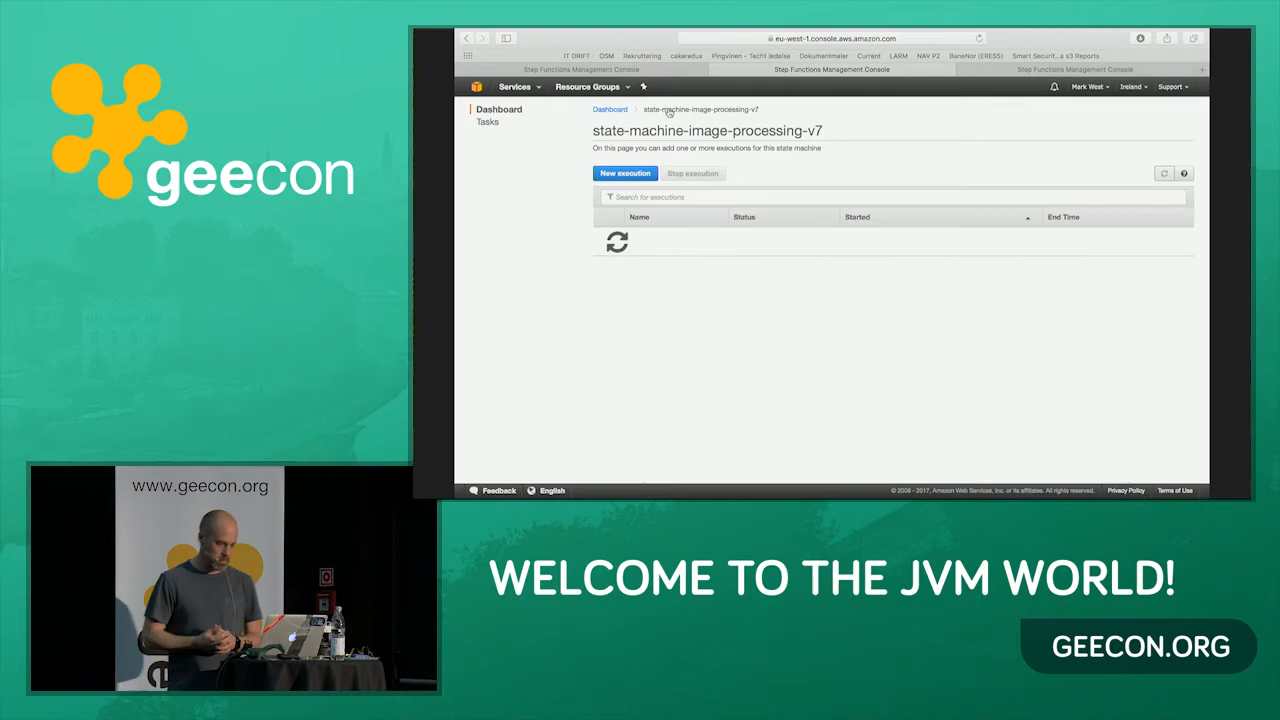 geecon
eu-west-1.console.aws.amazon.com
IT DRIFT OSM Rekruttering cakeredux Pingvinen - Tech1 ledelse Dokumentmaler Current LARM NAV P2 BaneNor (ERESS) Smart Securit...a s3 Reports
Step Functions Management Console Step Functions Management Console Step Functions Management Console
Services Resource Groups Mark West Ireland Support
Dashboard
Tasks
Dashboard state-machine-image-processing-v7
state-machine-image-processing-v7
On this page you can add one or more executions for this state machine
New execution Stop execution
Search for executions
Name Status Started End Time
Feedback English © 2008 - 2017, Amazon Web Services, Inc. or its affiliates. All rights reserved. Privacy Policy Terms of Use
www.geecon.org
WELCOME TO THE JVM WORLD!
GEECON.ORG